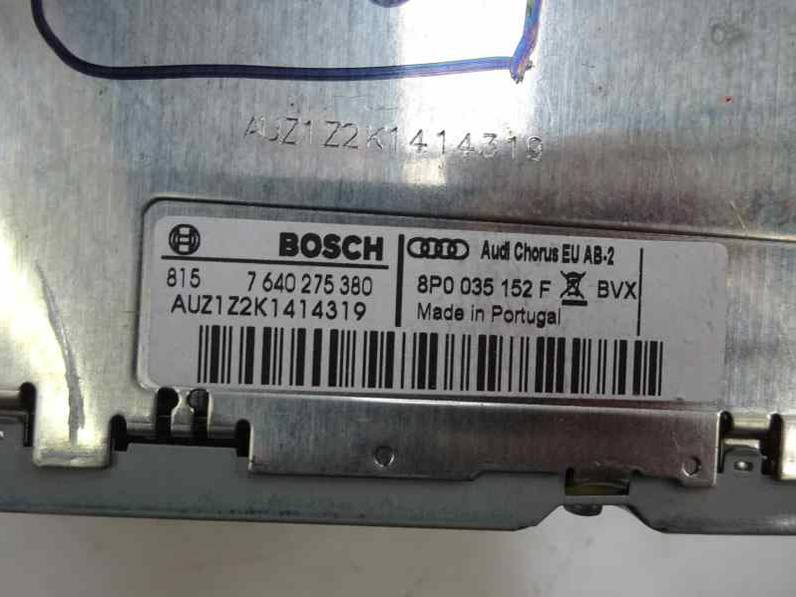 AUZ1Z2K1414319
BOSCH
Audi Chorus EU AB-2
815 7 640 275 380
8P0 035 152 F BVX
AUZ1Z2K1414319
Made in Portugal